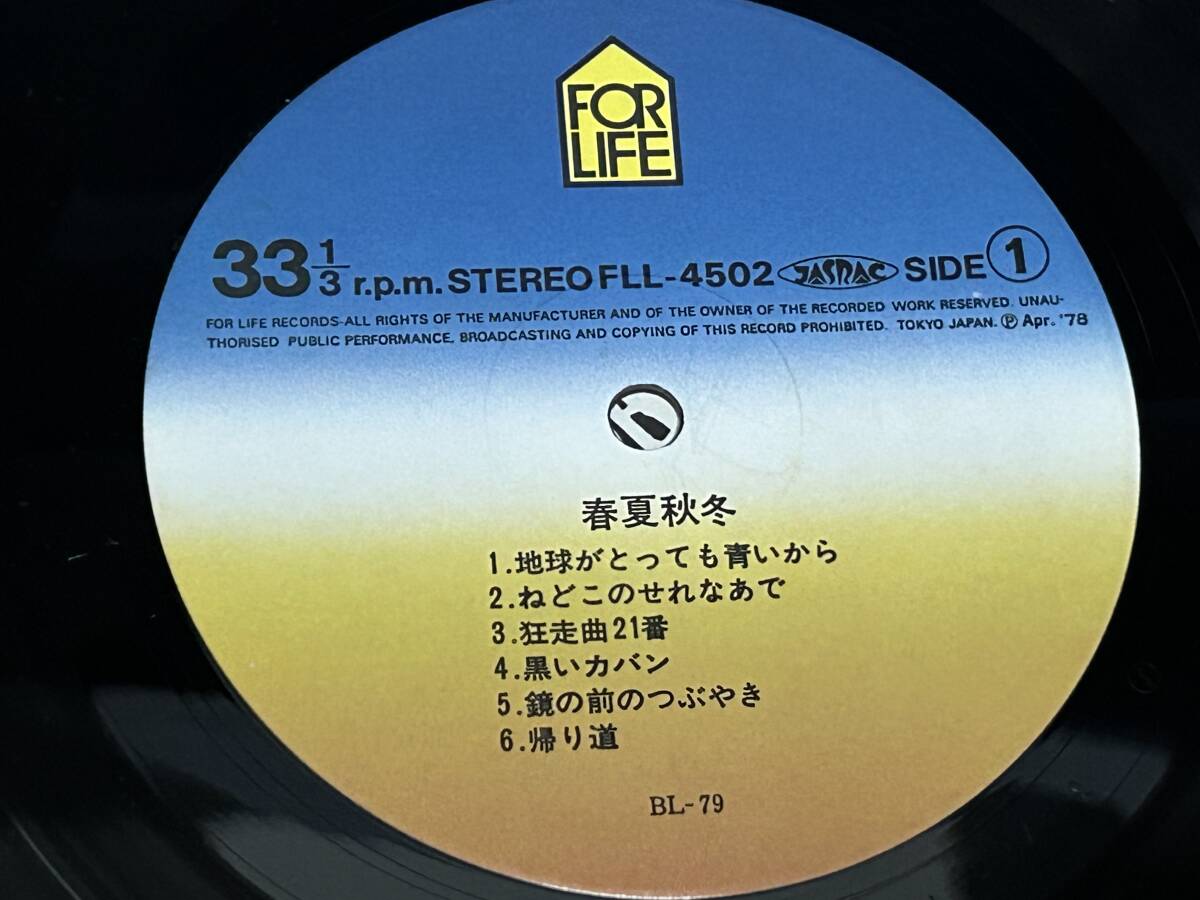 FOR
LIFE
33 1/3 r.p.m. STEREO FLL-4502 JASRAC SIDE 1
FOR LIFE RECORDS-ALL RIGHTS OF THE MANUFACTURER AND OF THE OWNER OF THE RECORDED WORK RESERVED. UNAU-
THORISED PUBLIC PERFORMANCE, BROADCASTING AND COPYING OF THIS RECORD PROHIBITED. TOKYO JAPAN. Ⓟ Apr. '78
春夏秋冬
1.地球がとっても青いから
2.ねどこのせれなあで
3.狂走曲21番
4.黒いカバン
5.鏡の前のつぶやき
6.帰り道
BL-79